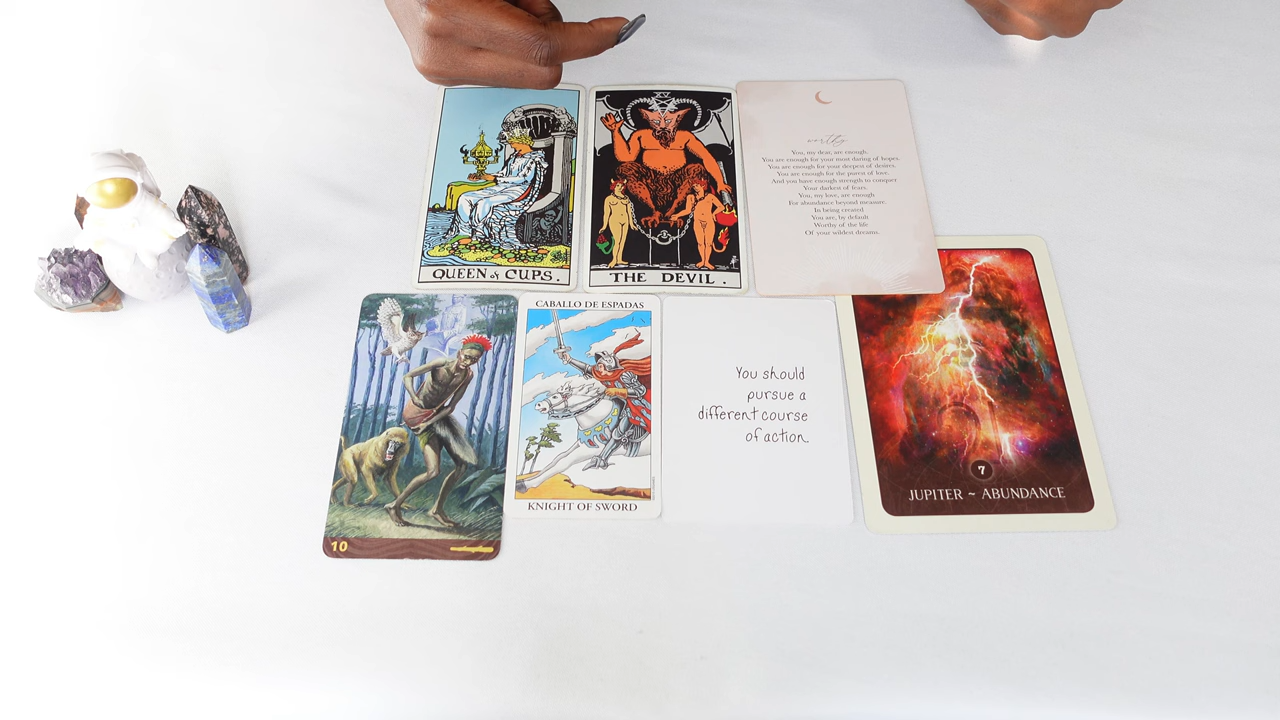 QUEEN of CUPS.
XV
THE DEVIL.
worthy
You, my dear, are enough.
You are enough for your most daring of hopes.
You are enough for your deepest of desires.
You are enough for the purest of love.
And you have enough strength to conquer
Your darkest of fears.
You, my love, are enough
For abundance beyond measure.
In being created
You are, by default
Worthy of the life
Of your wildest dreams.
10
CABALLO DE ESPADAS
KNIGHT OF SWORD
You should
pursue a
different course
of action.
7
JUPITER ~ ABUNDANCE